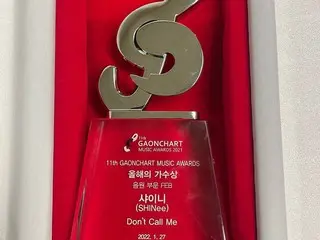 11th
GAONCHART
MUSIC AWARDS 2021
11th GAONCHART MUSIC AWARDS
올해의 가수상
음원 부문 FEB
샤이니
(SHINee)
Don't Call Me
2022. 1. 27